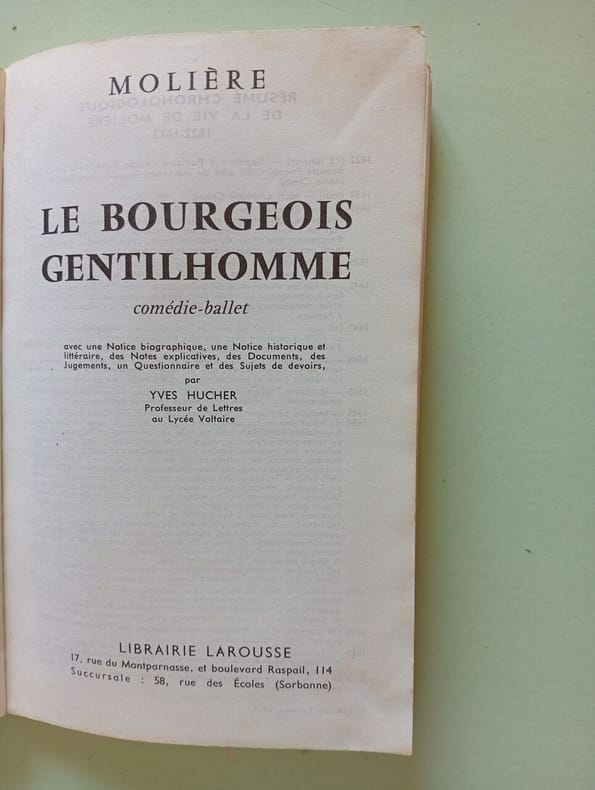 MOLIÈRE
LE BOURGEOIS
GENTILHOMME
comédie-ballet
avec une Notice biographique, une Notice historique et
littéraire, des Notes explicatives, des Documents, des
Jugements, un Questionnaire et des Sujets de devoirs,
par
YVES HUCHER
Professeur de Lettres
au Lycée Voltaire
LIBRAIRIE LAROUSSE
17, rue du Montparnasse, et boulevard Raspail, 114
Succursale : 58, rue des Écoles (Sorbonne)